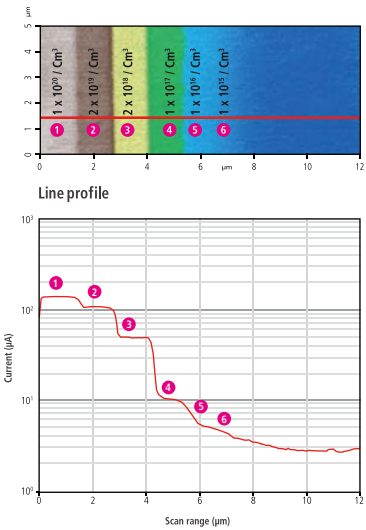 μm
5
4
3
2
1
0
1 x 10²⁰ / Cm³
2 x 10¹⁹ / Cm³
2 x 10¹⁸ / Cm³
1 x 10¹⁷ / Cm³
1 x 10¹⁶ / Cm³
1 x 10¹⁵ / Cm³
1 2 3 4 5 6
0 2 4 6 μm 8 10 12
Line profile
10³
10²
10¹
10⁰
Current (μA)
1
2
3
4
5
6
0 2 4 6 8 10 12
Scan range (μm)